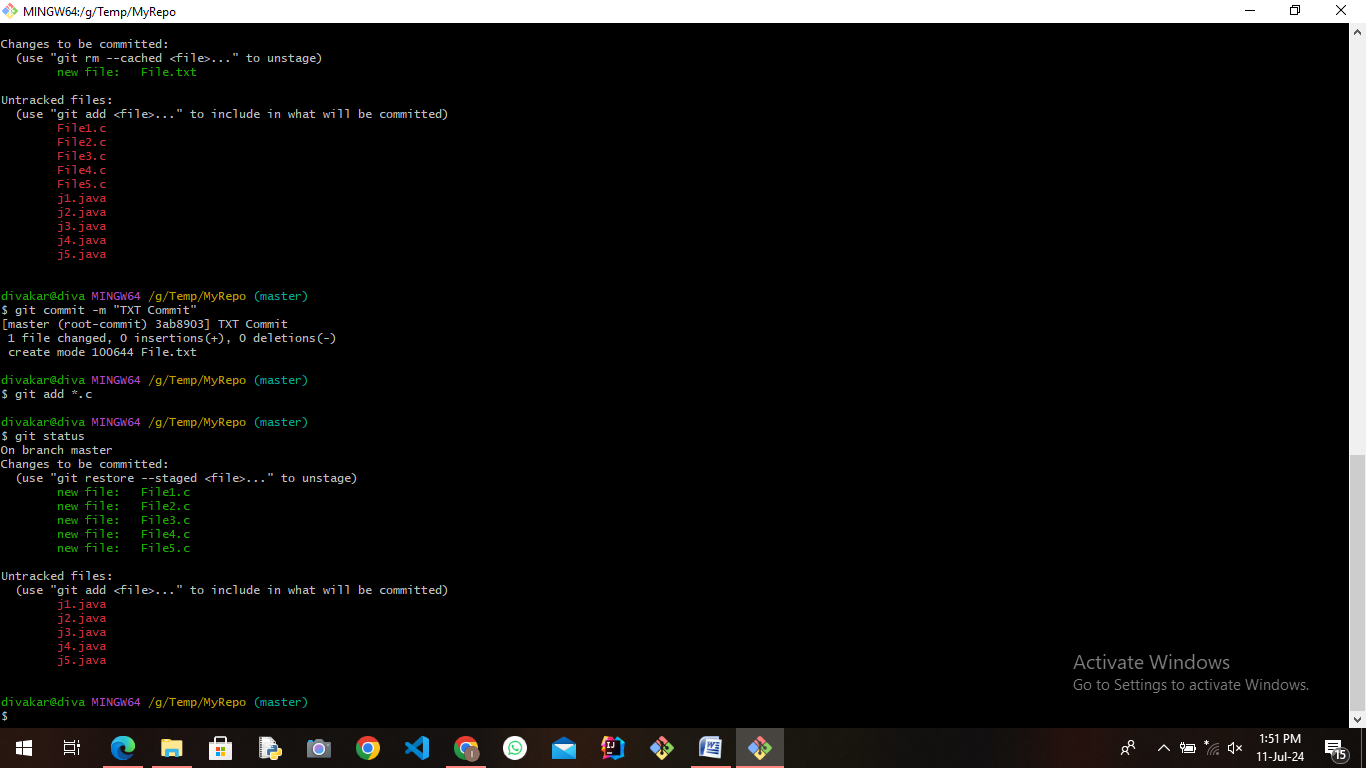 MINGW64:/g/Temp/MyRepo
Changes to be committed:
  (use "git rm --cached <file>..." to unstage)
        new file:   File.txt
Untracked files:
  (use "git add <file>..." to include in what will be committed)
        File1.c
        File2.c
        File3.c
        File4.c
        File5.c
        j1.java
        j2.java
        j3.java
        j4.java
        j5.java
divakar@diva MINGW64 /g/Temp/MyRepo (master)
$ git commit -m "TXT Commit"
[master (root-commit) 3ab8903] TXT Commit
 1 file changed, 0 insertions(+), 0 deletions(-)
 create mode 100644 File.txt
divakar@diva MINGW64 /g/Temp/MyRepo (master)
$ git add *.c
divakar@diva MINGW64 /g/Temp/MyRepo (master)
$ git status
On branch master
Changes to be committed:
  (use "git restore --staged <file>..." to unstage)
        new file:   File1.c
        new file:   File2.c
        new file:   File3.c
        new file:   File4.c
        new file:   File5.c
Untracked files:
  (use "git add <file>..." to include in what will be committed)
        j1.java
        j2.java
        j3.java
        j4.java
        j5.java
divakar@diva MINGW64 /g/Temp/MyRepo (master)
$
Activate Windows
Go to Settings to activate Windows.
1:51 PM
11-Jul-24
15